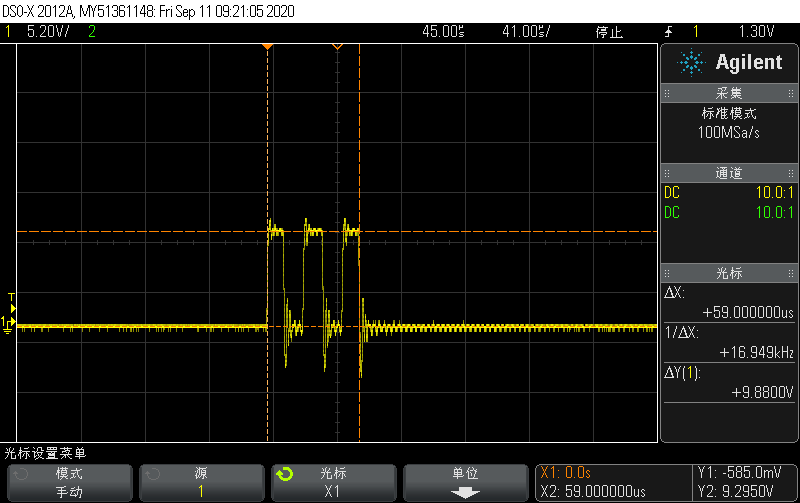 DSO-X 2012A, MY51361148: Fri Sep 11 09:21:05 2020
1 5.20V/ 2 45.00s/ 41.00s/ 停止 1 1.30V
Agilent
采集
标准模式
100MSa/s
通道
DC 10.0:1
DC 10.0:1
光标
ΔX:
+59.000000us
1/ΔX:
+16.949kHz
ΔY(1):
+9.8800V
T
1
光标设置菜单
模式
手动
源
1
光标
X1
单位
X1: 0.0s
X2: 59.000000us
Y1: -585.0mV
Y2: 9.2950V